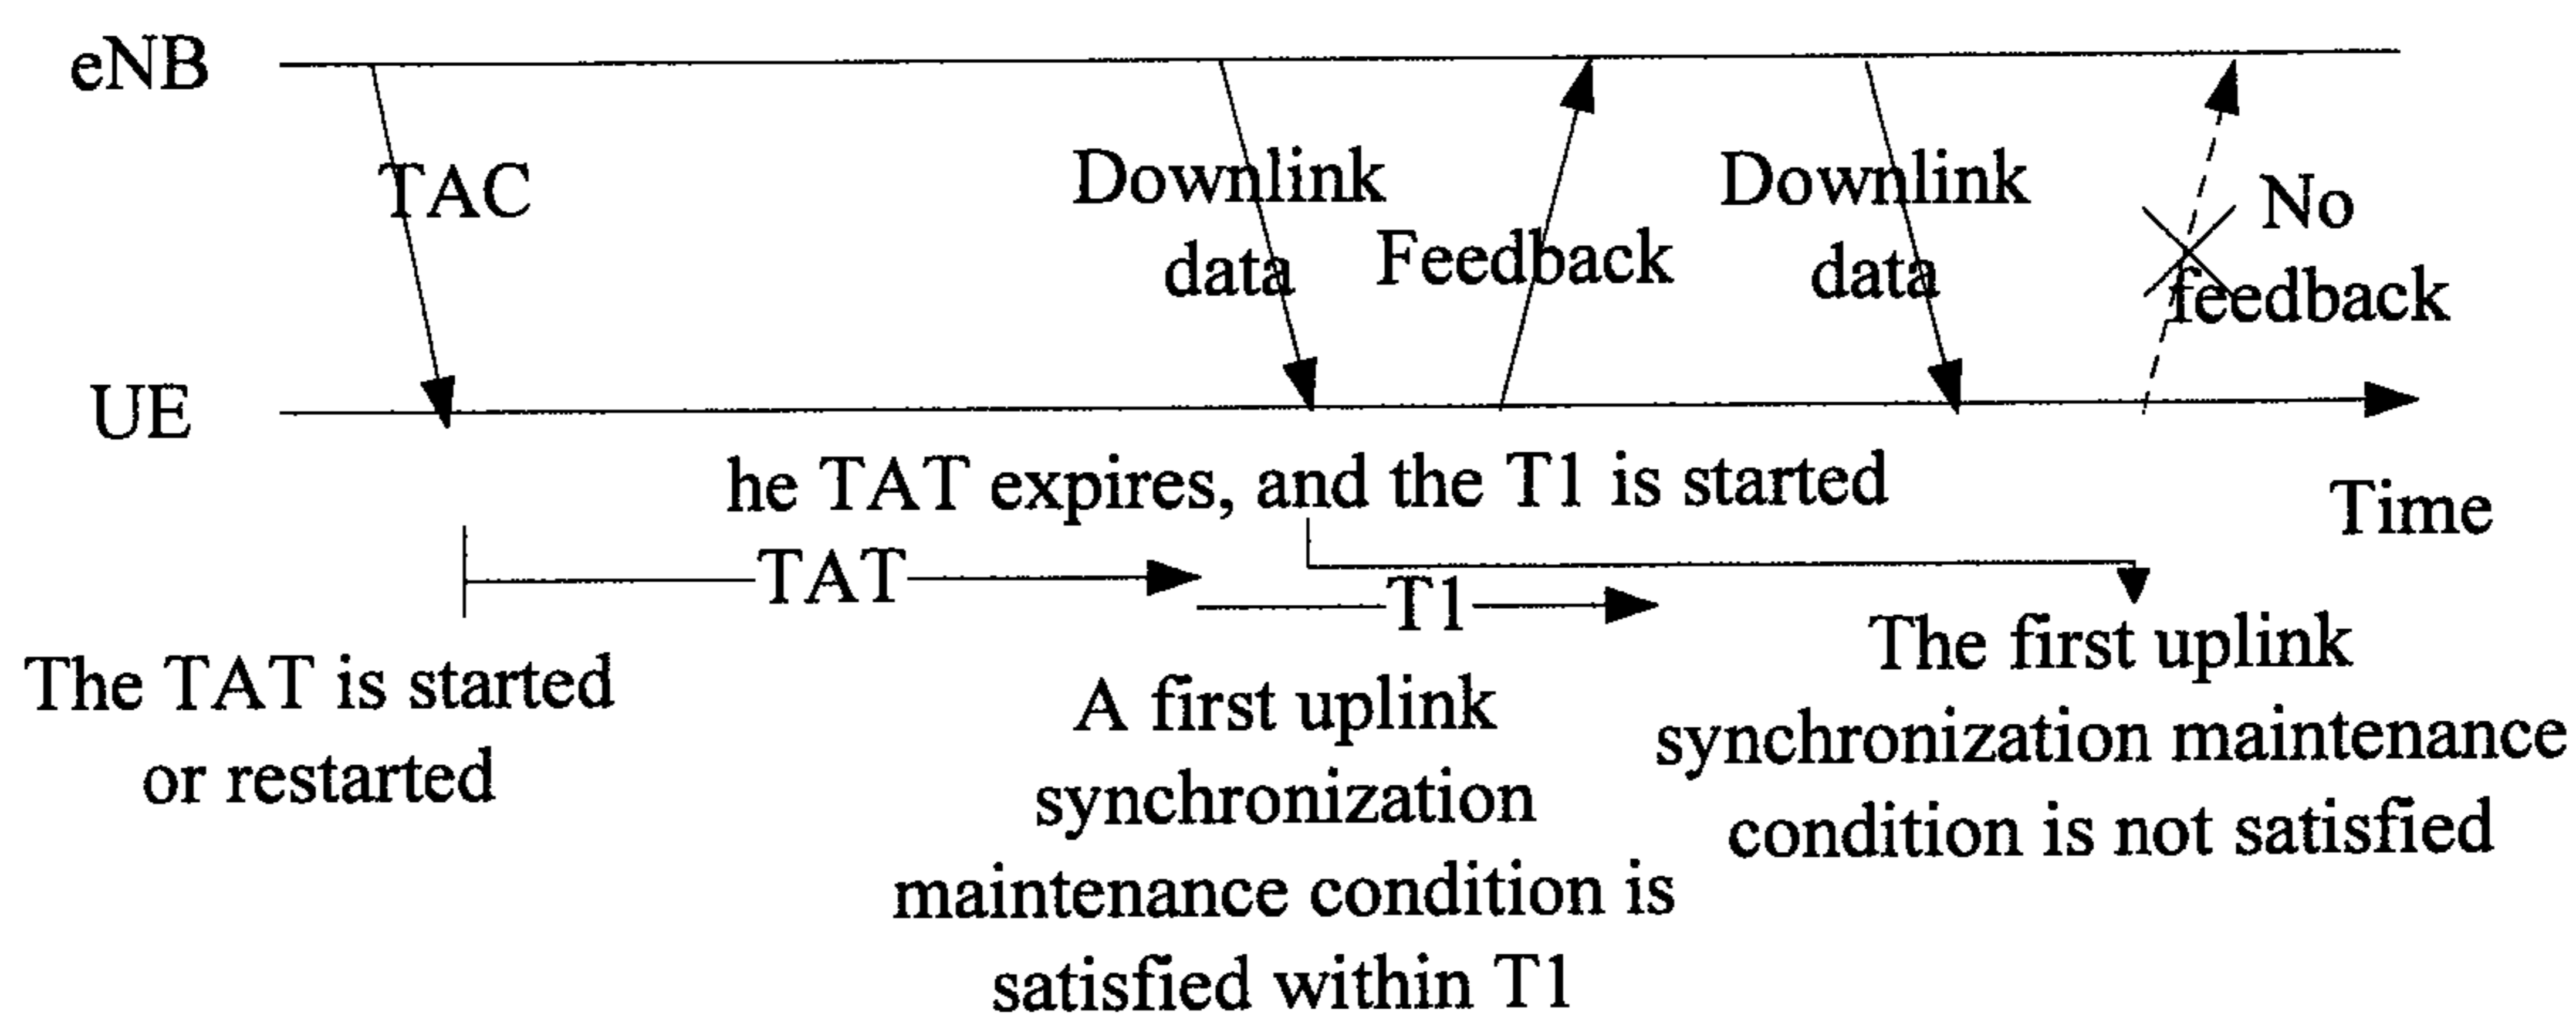 eNB
TAC
Downlink
data
Feedback
Downlink
data
No
feedback
UE
he TAT expires, and the T1 is started
Time
TAT
T1
The TAT is started
or restarted
A first uplink
synchronization
maintenance condition is
satisfied within T1
The first uplink
synchronization maintenance
condition is not satisfied